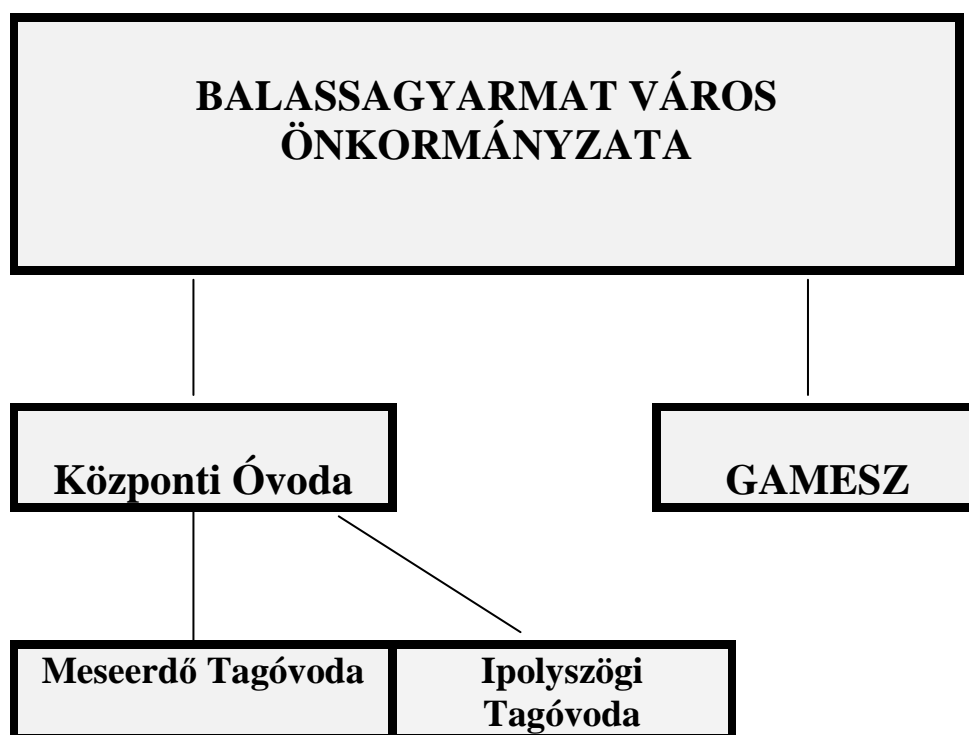 BALASSAGYARMAT VÁROS
ÖNKORMÁNYZATA
Központi Óvoda
GAMESZ
Meseerdő Tagóvoda
Ipolyszögi
Tagóvoda